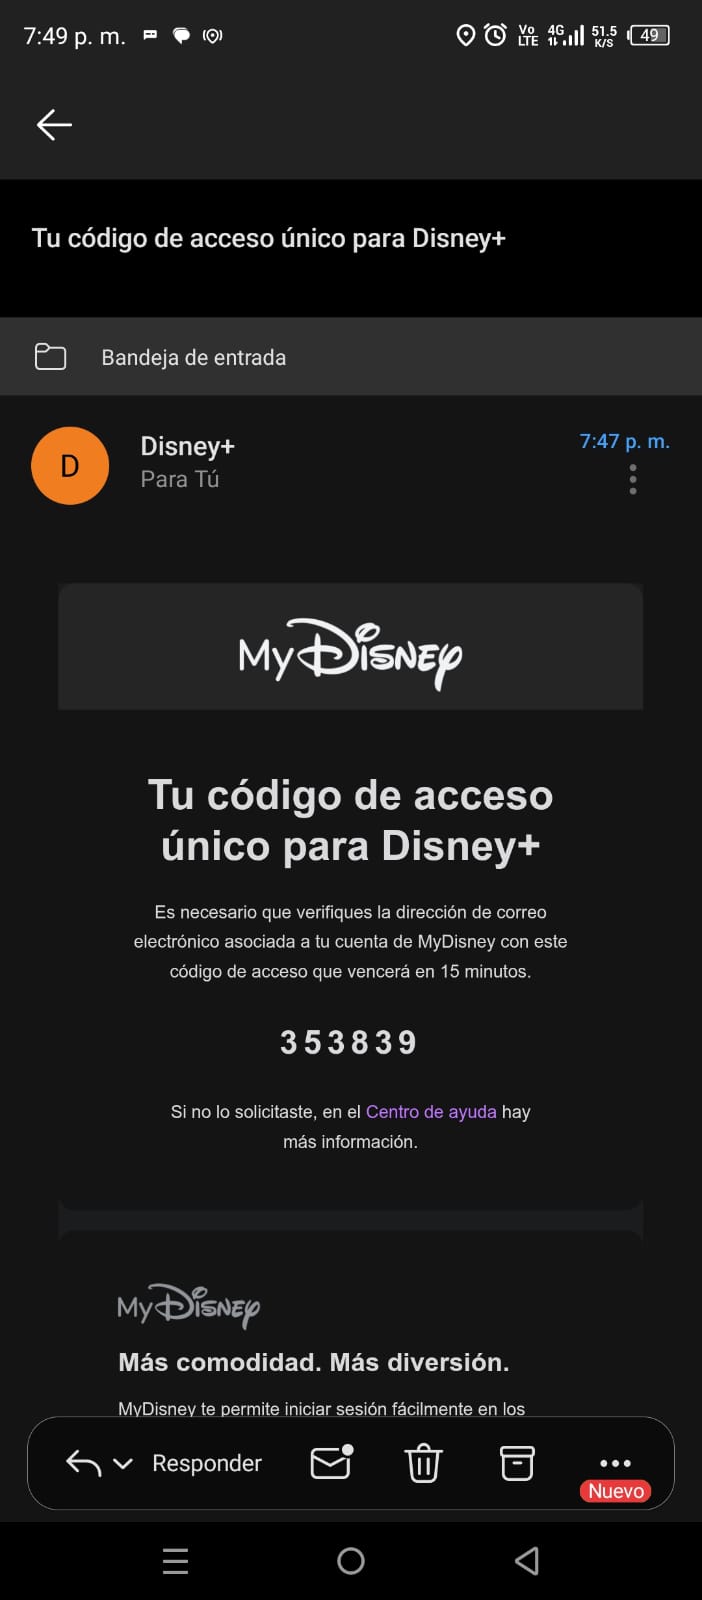 7:49 p. m.
Vo LTE 4G 51.5 K/S 49
Tu código de acceso único para Disney+
Bandeja de entrada
D
Disney+
7:47 p. m.
Para Tú
MyDisney
Tu código de acceso
único para Disney+
Es necesario que verifiques la dirección de correo
electrónico asociada a tu cuenta de MyDisney con este
código de acceso que vencerá en 15 minutos.
353839
Si no lo solicitaste, en el Centro de ayuda hay
más información.
MyDisney
Más comodidad. Más diversión.
MyDisney te permite iniciar sesión fácilmente en los
Responder
Nuevo